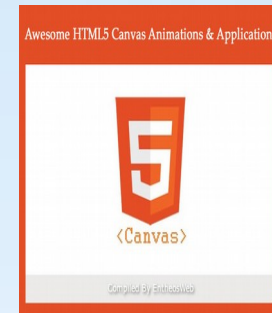 Awesome HTML5 Canvas Animations & Application
5
<Canvas>
Compiled By EntheosWeb